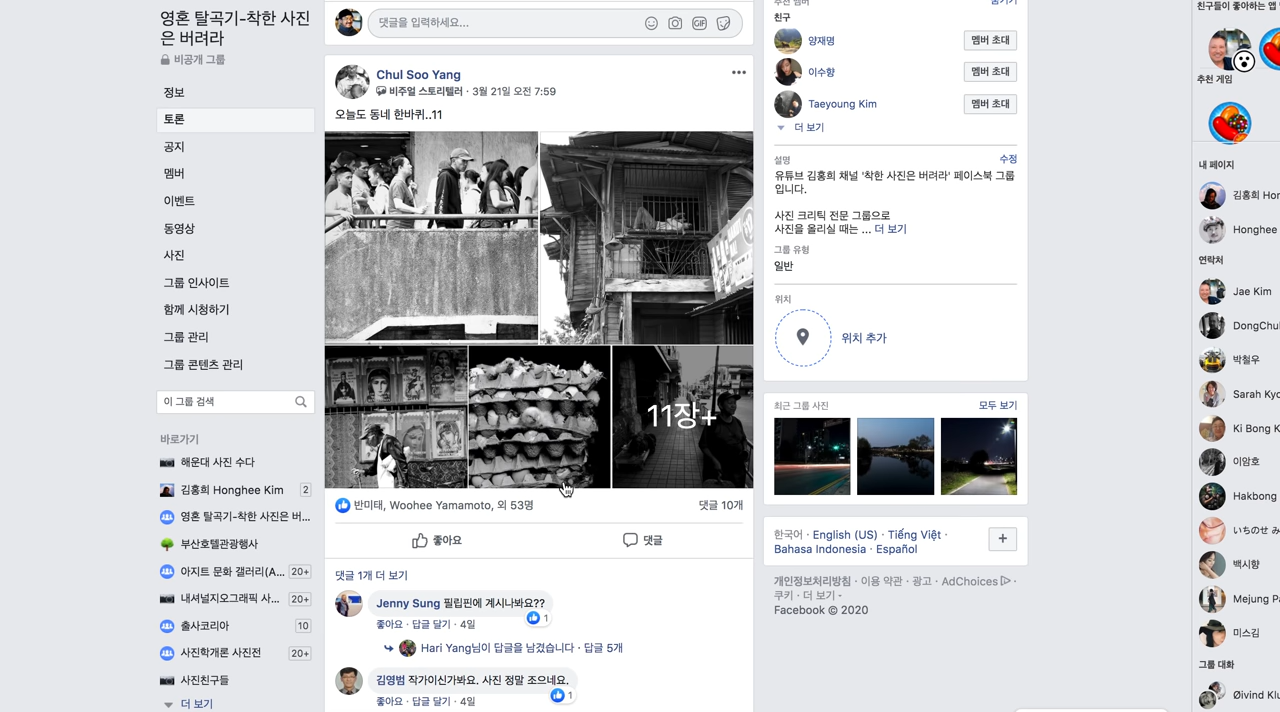 영혼 탈곡기-착한 사진
은 버려라
비공개 그룹
정보
토론
공지
멤버
이벤트
동영상
사진
그룹 인사이트
함께 시청하기
그룹 관리
그룹 콘텐츠 관리
이 그룹 검색
바로가기
해운대 사진 수다
김홍희 Honghee Kim 2
영혼 탈곡기-착한 사진은 버...
부산호텔관광행사
아지트 문화 갤러리(A... 20+
내셔널지오그래픽 사... 20+
출사코리아 10
사진학개론 사진전 20+
사진친구들
더 보기
댓글을 입력하세요...
GIF
Chul Soo Yang
비주얼 스토리텔러 · 3월 21일 오전 7:59
오늘도 동네 한바퀴..11
11장+
반미태, Woohee Yamamoto, 외 53명
댓글 10개
좋아요
댓글
댓글 1개 더 보기
Jenny Sung 필립핀에 계시나봐요??
1
좋아요 · 답글 달기 · 4일
Hari Yang님이 답글을 남겼습니다 · 답글 5개
김영범 작가이신가봐요. 사진 정말 조으네요.
1
좋아요 · 답글 달기 · 4일
친구
양재명 멤버 초대
이수향 멤버 초대
Taeyoung Kim 멤버 초대
더 보기
설명 수정
유튜브 김홍희 채널 '착한 사진은 버려라' 페이스북 그룹
입니다.
사진 크리틱 전문 그룹으로
사진을 올리실 때는 ... 더 보기
그룹 유형
일반
위치
위치 추가
최근 그룹 사진 모두 보기
한국어 · English (US) · Tiếng Việt ·
Bahasa Indonesia · Español
+
개인정보처리방침 · 이용 약관 · 광고 · AdChoices ·
쿠키 · 더 보기
Facebook © 2020
친구들이 좋아하는 앱
추천 게임
내 페이지
김홍희 Hon
Honghee
연락처
Jae Kim
DongChu
박철우
Sarah Kyo
Ki Bong K
이암호
Hakbong
いちのせ み
백시향
Mejung Pa
미스김
그룹 대화
Øivind Klu